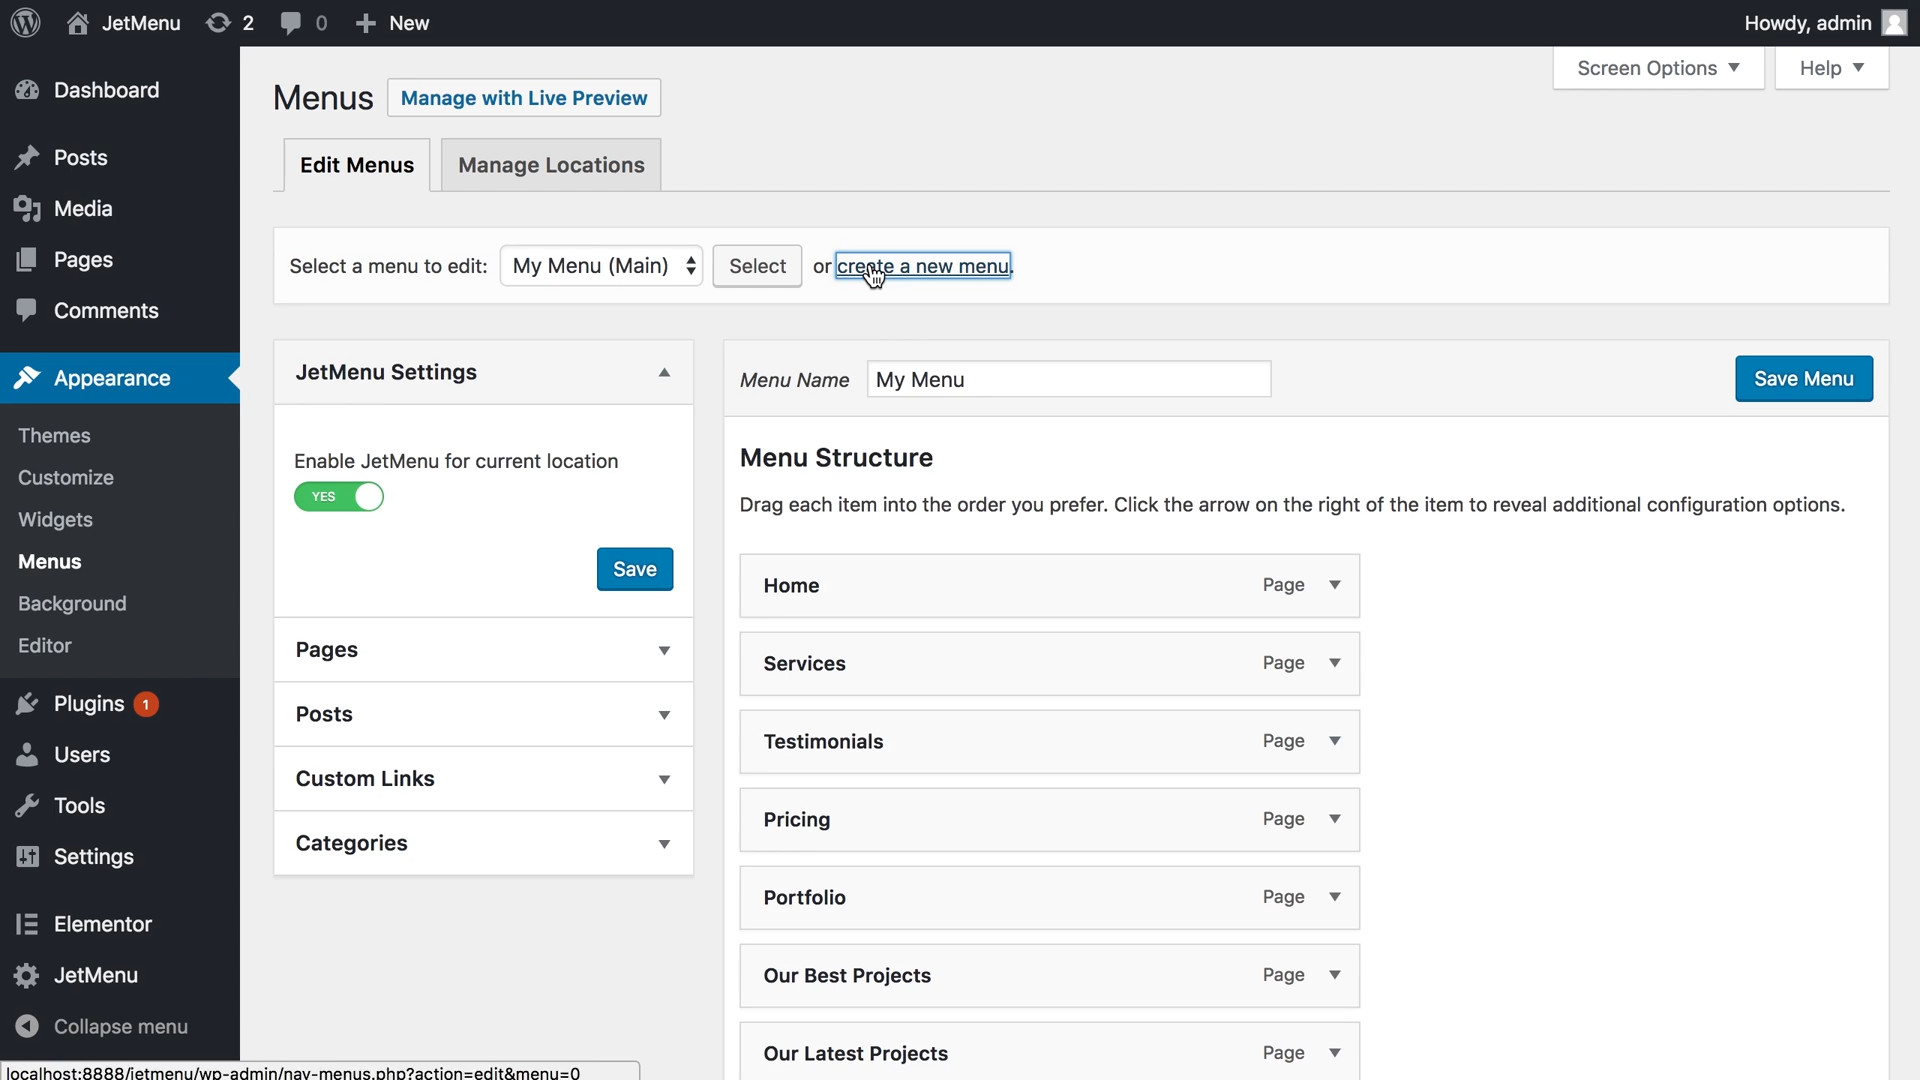 JetMenu 2 0 New Howdy, admin
Screen Options Help
Dashboard
Posts
Media
Pages
Comments
Appearance
Themes
Customize
Widgets
Menus
Background
Editor
Plugins 1
Users
Tools
Settings
Elementor
JetMenu
Collapse menu
Menus Manage with Live Preview
Edit Menus Manage Locations
Select a menu to edit: My Menu (Main) Select or create a new menu.
JetMenu Settings
Enable JetMenu for current location
YES
Save
Pages
Posts
Custom Links
Categories
Menu Name My Menu Save Menu
Menu Structure
Drag each item into the order you prefer. Click the arrow on the right of the item to reveal additional configuration options.
Home Page
Services Page
Testimonials Page
Pricing Page
Portfolio Page
Our Best Projects Page
Our Latest Projects Page
localhost:8888/jetmenu/wp-admin/nav-menus.php?action=edit&menu=0